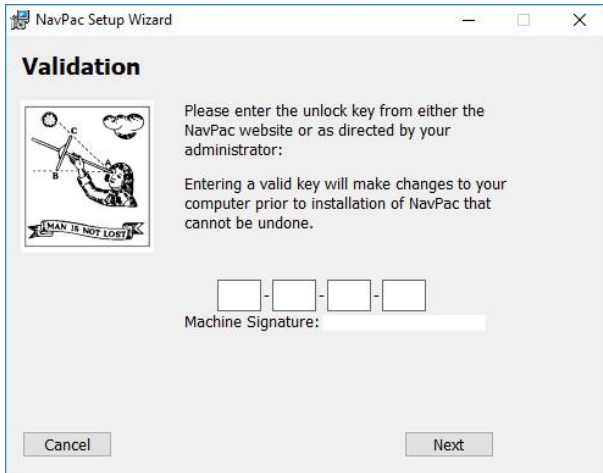 NavPac Setup Wizard
Validation
C
A
B
MAN IS NOT LOST
Please enter the unlock key from either the
NavPac website or as directed by your
administrator:
Entering a valid key will make changes to your
computer prior to installation of NavPac that
cannot be undone.
- - -
Machine Signature:
Cancel
Next